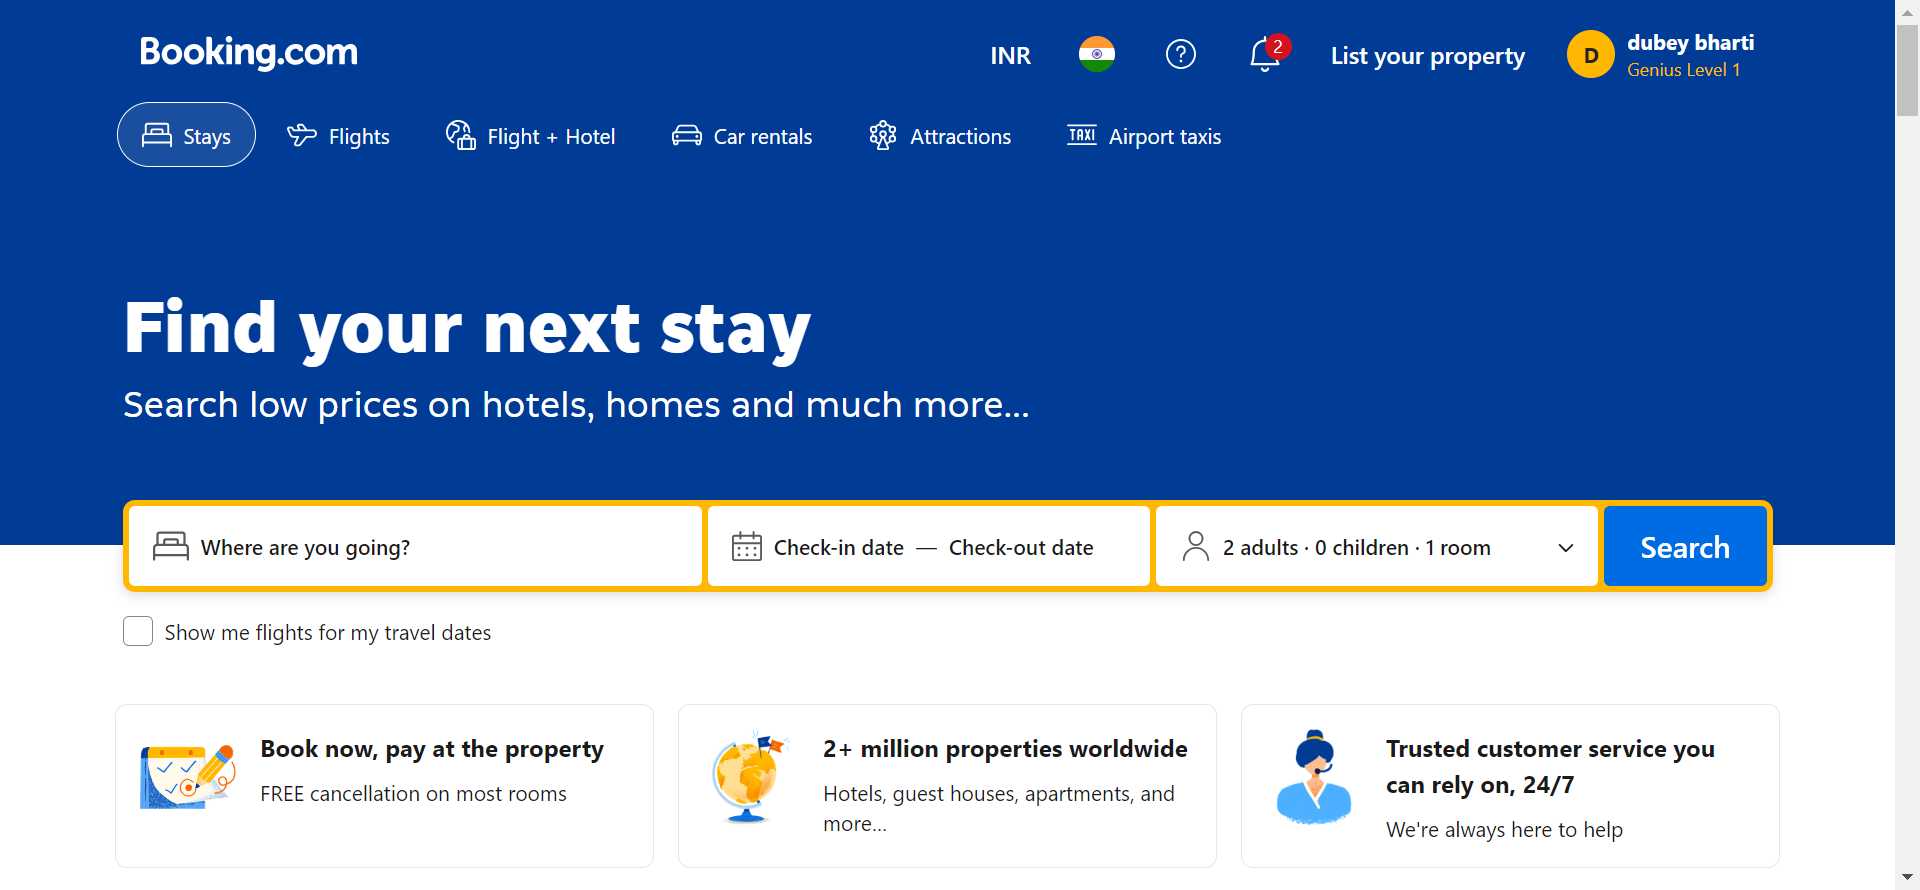 Booking.com
INR
2
List your property
D
dubey bharti
Genius Level 1
Stays
Flights
Flight + Hotel
Car rentals
Attractions
TAXI
Airport taxis
Find your next stay
Search low prices on hotels, homes and much more...
Where are you going?
Check-in date — Check-out date
2 adults · 0 children · 1 room
Search
Show me flights for my travel dates
Book now, pay at the property
FREE cancellation on most rooms
2+ million properties worldwide
Hotels, guest houses, apartments, and
more...
Trusted customer service you
can rely on, 24/7
We're always here to help